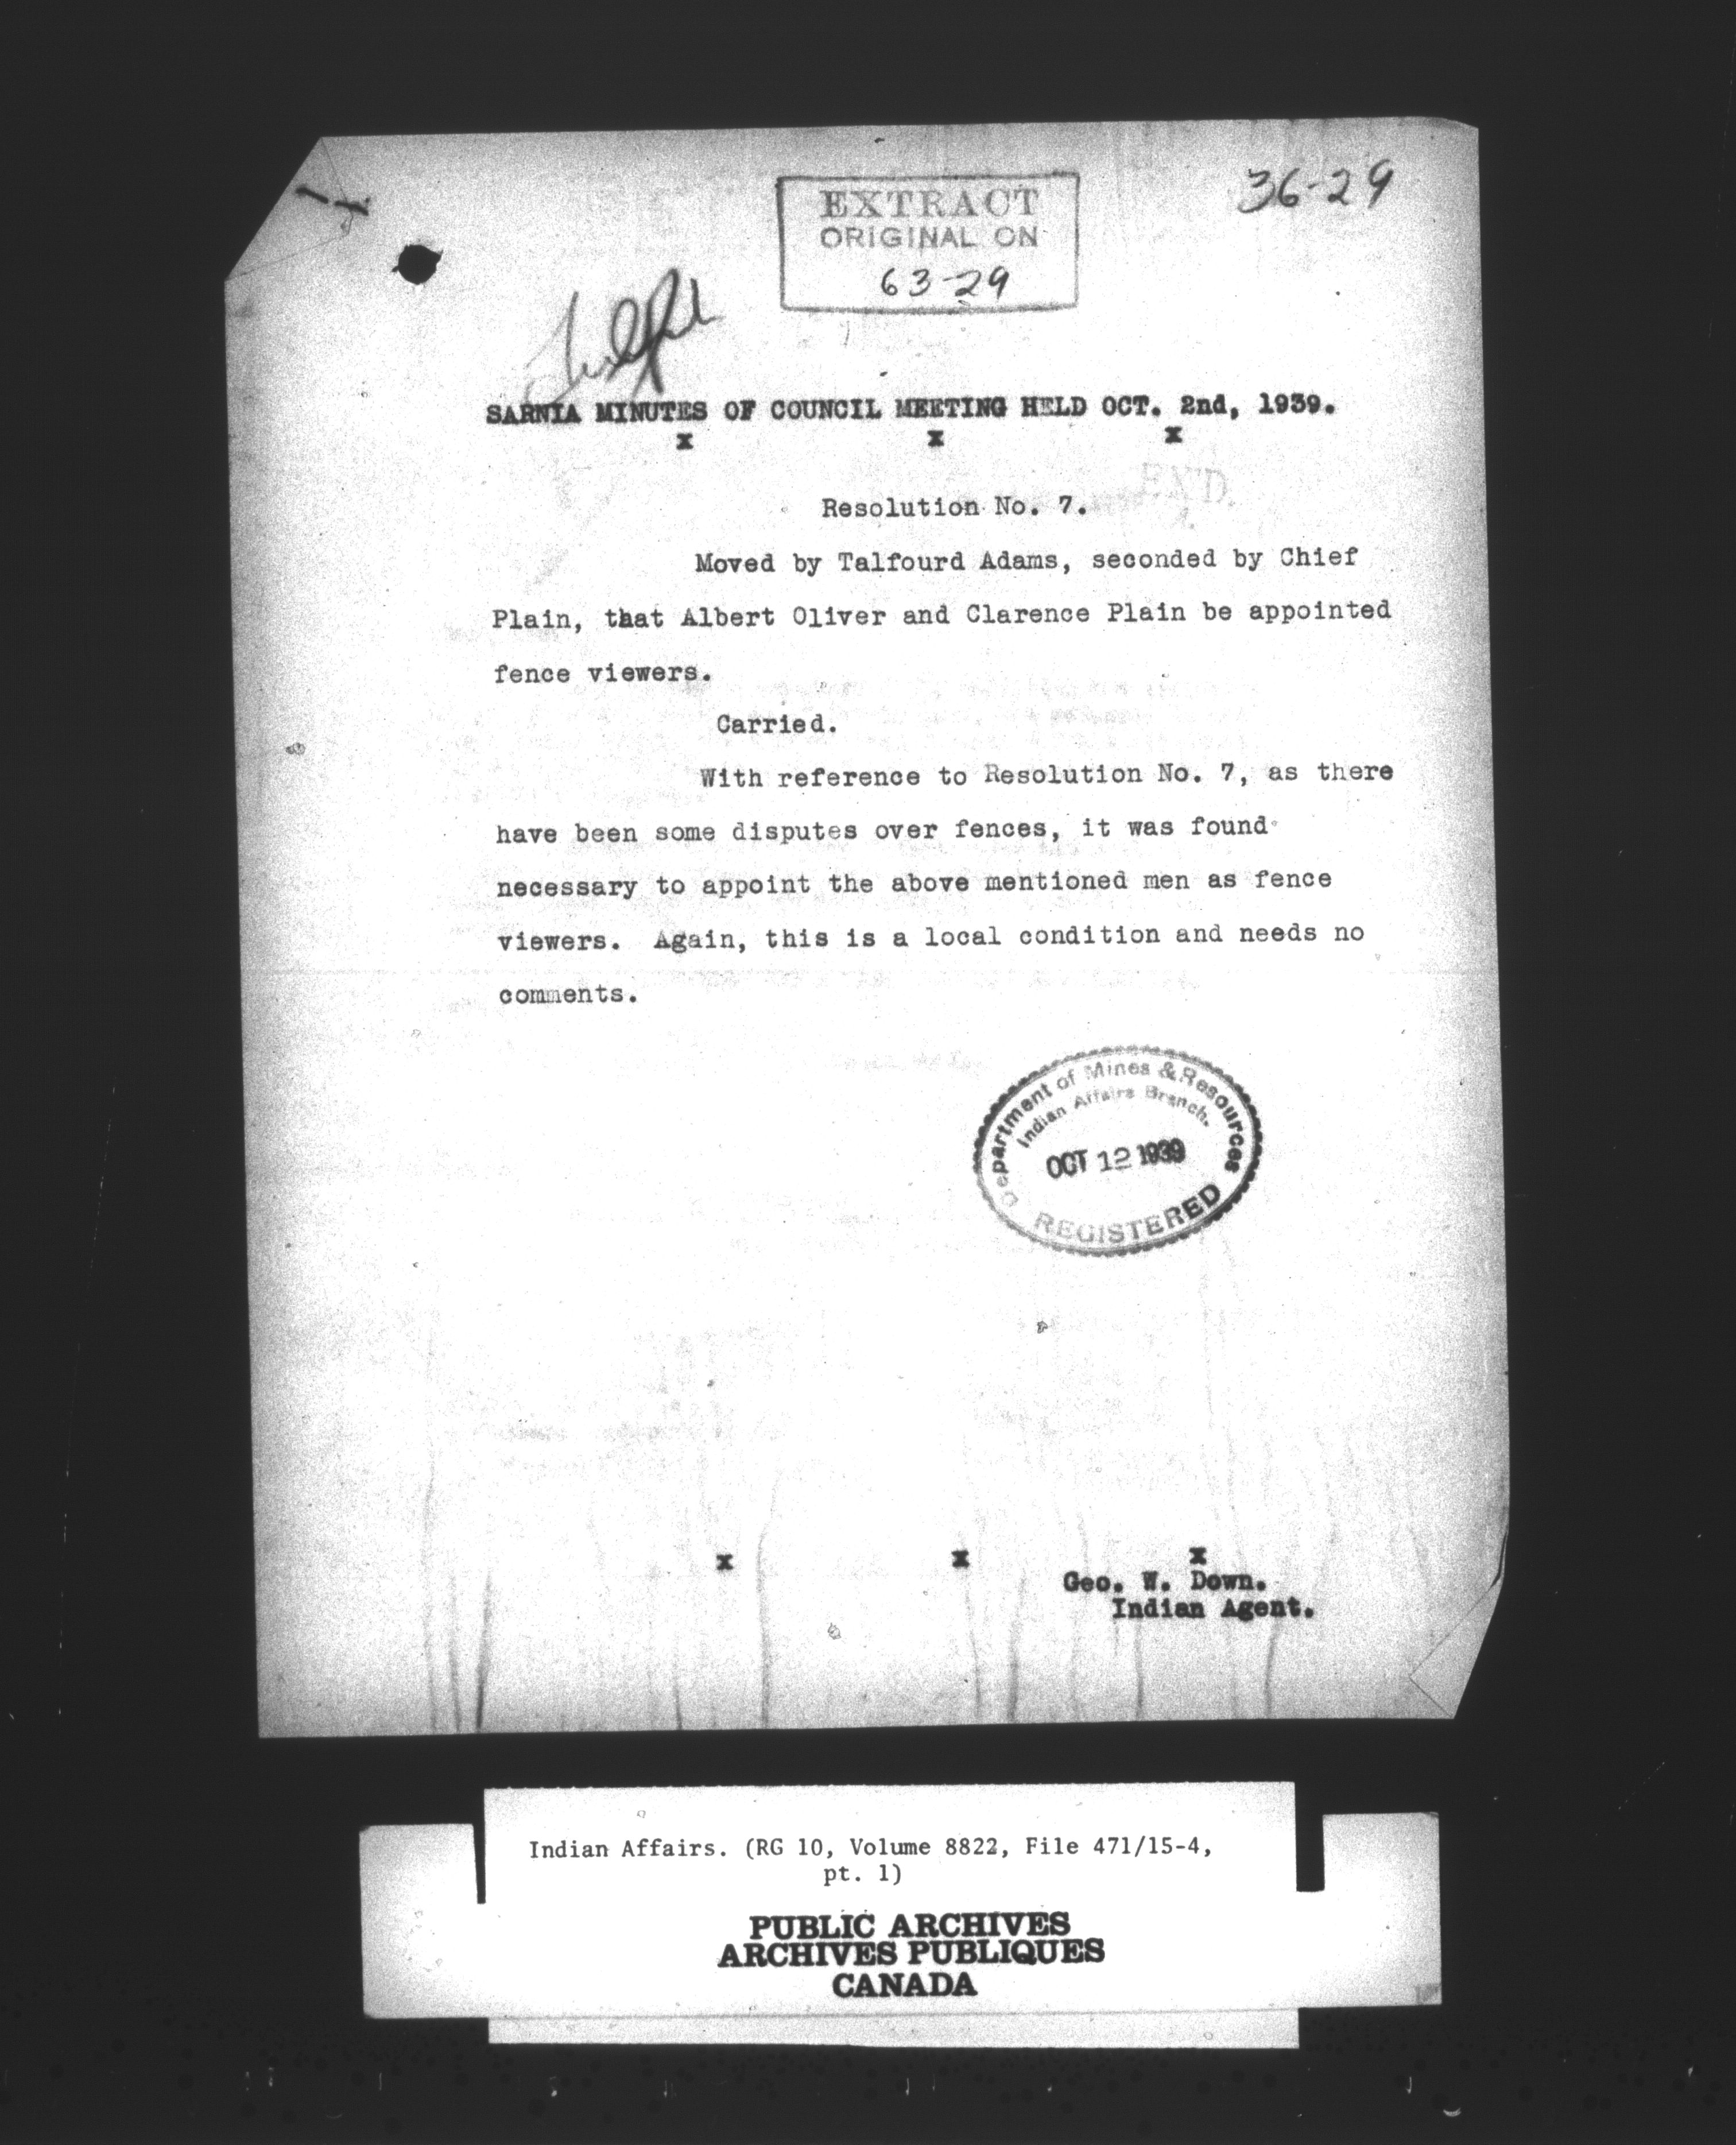 36-29
EXTRACT
ORIGINAL ON
63-29
SARNIA MINUTES OF COUNCIL MEETING HELD OCT. 2nd, 1939.
x x x
EX'D.
Resolution No. 7.
Moved by Talfourd Adams, seconded by Chief
Plain, that Albert Oliver and Clarence Plain be appointed
fence viewers.
Carried.
With reference to Resolution No. 7, as there
have been some disputes over fences, it was found
necessary to appoint the above mentioned men as fence
viewers. Again, this is a local condition and needs no
comments.
Department of Mines & Resources
Indian Affairs Branch.
OCT 12 1939
REGISTERED
x x x
Geo. W. Down.
Indian Agent.
Indian Affairs. (RG 10, Volume 8822, File 471/15-4,
pt. 1)
PUBLIC ARCHIVES
ARCHIVES PUBLIQUES
CANADA